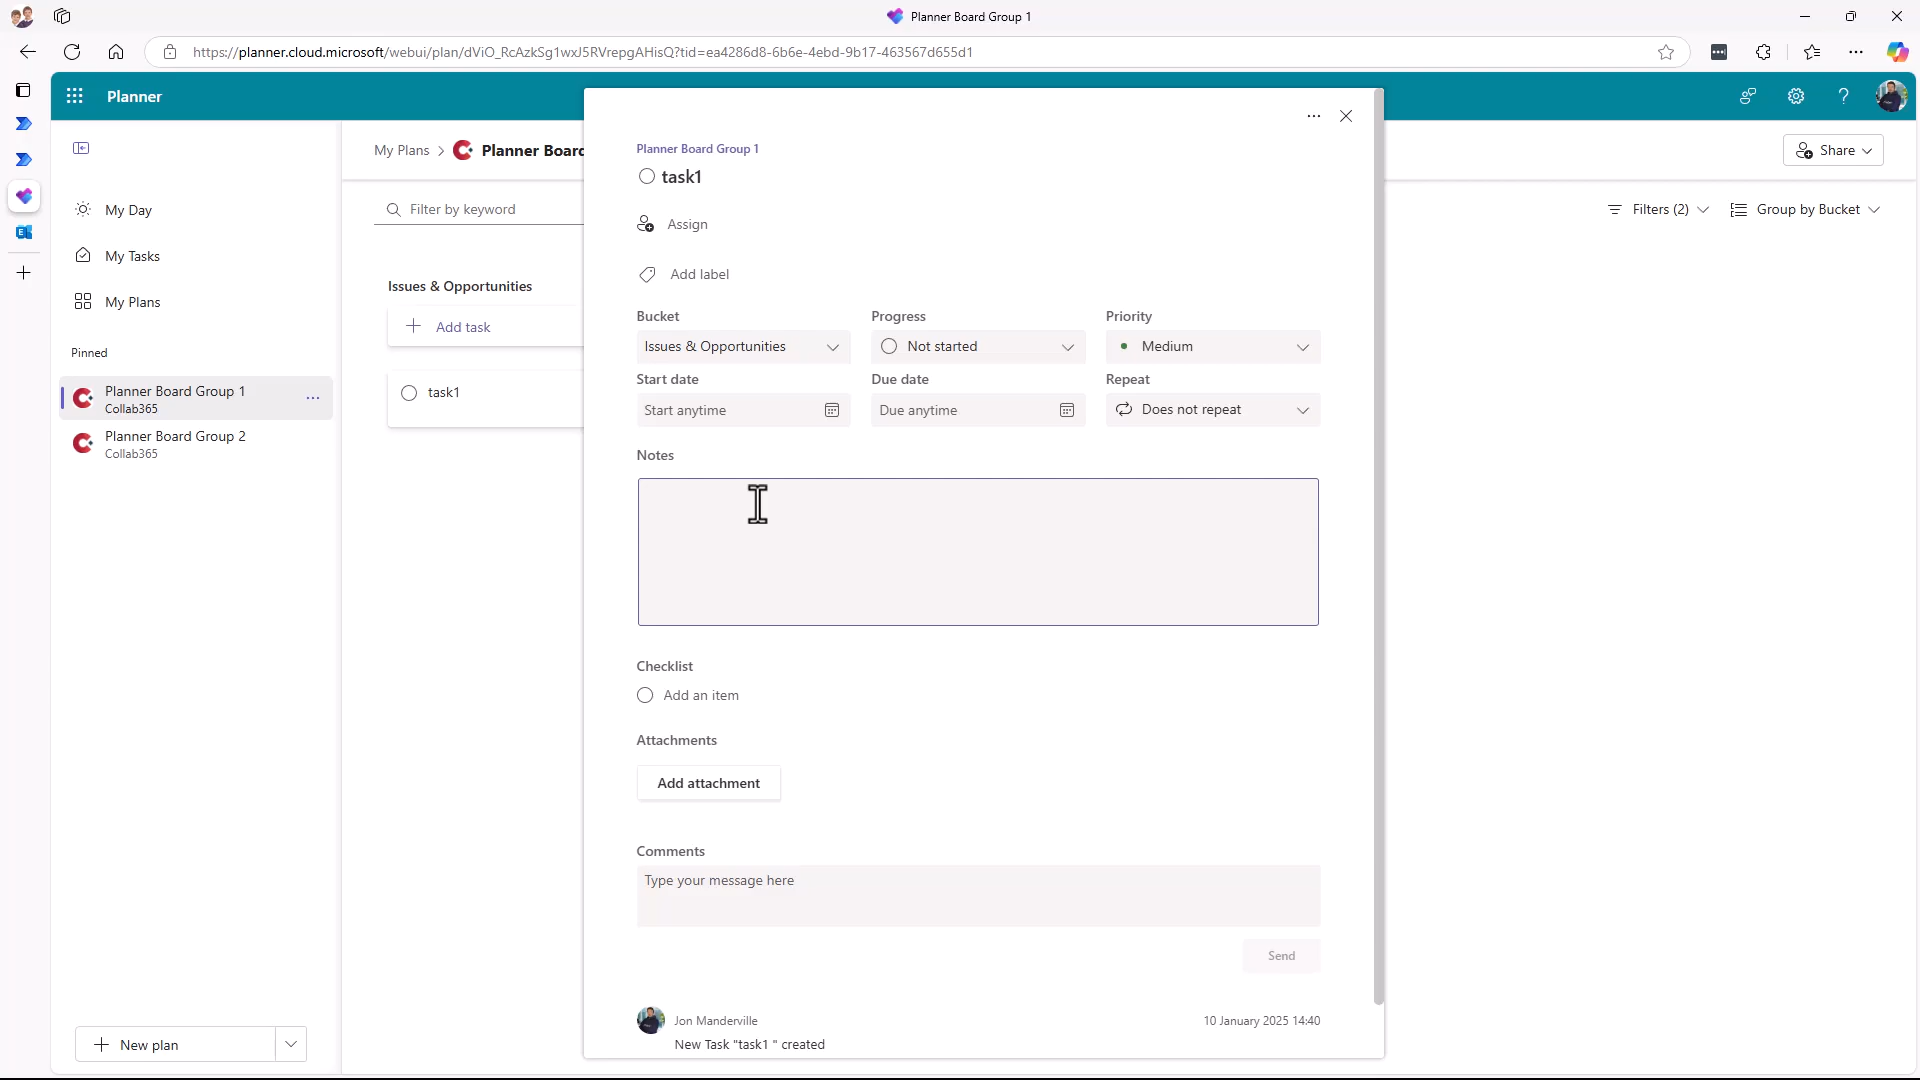 Planner Board Group 1
https://planner.cloud.microsoft/webui/plan/dViO_RcAzkSg1wxJ5RVrepgAHisQ?tid=ea4286d8-6b6e-4ebd-9b17-463567d655d1
Planner
My Day
My Tasks
My Plans
Pinned
Planner Board Group 1
Collab365
Planner Board Group 2
Collab365
New plan
My Plans > Planner Board
Share
Filter by keyword
Filters (2)
Group by Bucket
Issues & Opportunities
Add task
task1
Planner Board Group 1
task1
Assign
Add label
Bucket Progress Priority
Issues & Opportunities Not started Medium
Start date Due date Repeat
Start anytime Due anytime Does not repeat
Notes
Checklist
Add an item
Attachments
Add attachment
Comments
Type your message here
Send
Jon Manderville 10 January 2025 14:40
New Task "task1 " created